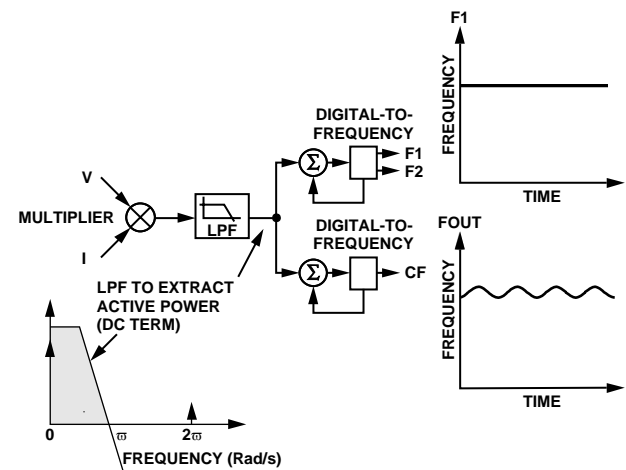 F1
FREQUENCY
TIME
DIGITAL-TO-
FREQUENCY
Σ
F1
F2
V
MULTIPLIER
I
LPF
DIGITAL-TO-
FREQUENCY
Σ
CF
FOUT
FREQUENCY
TIME
LPF TO EXTRACT
ACTIVE POWER
(DC TERM)
0
ϖ
2ϖ
FREQUENCY (Rad/s)